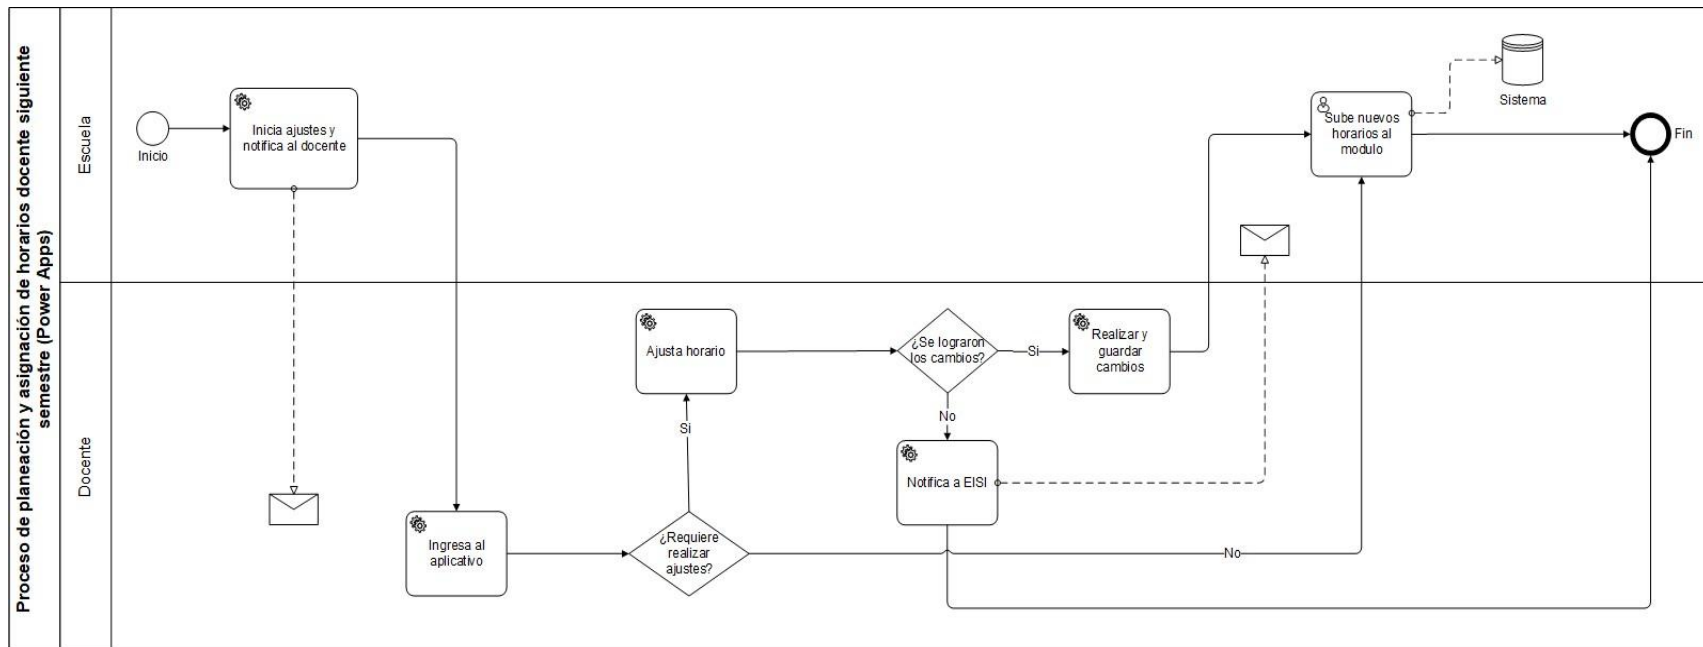 Proceso de planeación y asignación de horarios docente siguiente
semestre (Power Apps)
Escuela
Inicio
Inicia ajustes y
notifica al docente
Sube nuevos
horarios al
modulo
Sistema
Fin
Docente
Ingresa al
aplicativo
¿Requiere
realizar
ajustes?
Si
No
Ajusta horario
¿Se lograron
los cambios?
Si
No
Realizar y
guardar
cambios
Notifica a EISI